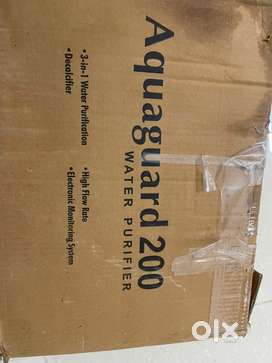 Aquaguard 200
WATER PURIFIER
• 3-in-1 Water Purification
• Decalcifier
• High Flow Rate
• Electronic Monitoring System
OLX